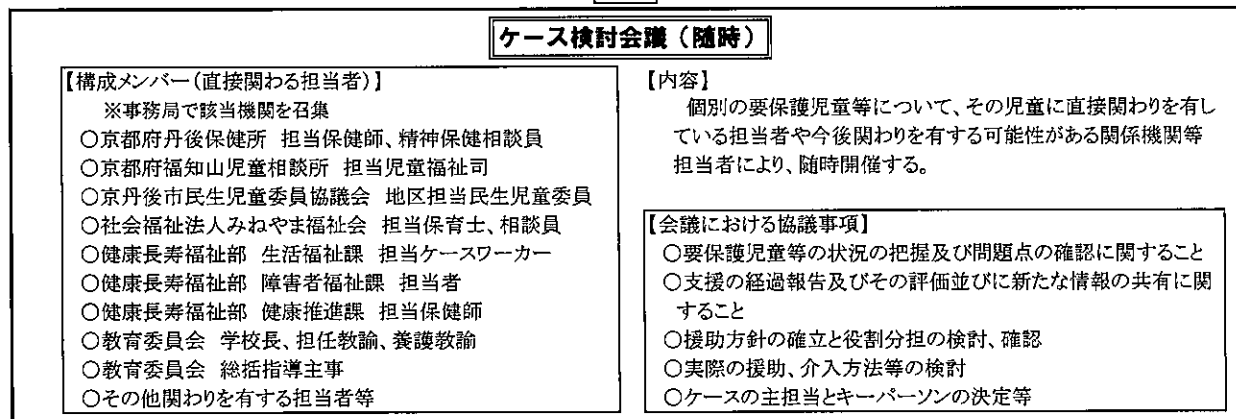 ケース検討会議（随時）
【構成メンバー（直接関わる担当者）】
※事務局で該当機関を召集
○京都府丹後保健所　担当保健師、精神保健相談員
○京都府福知山児童相談所　担当児童福祉司
○京丹後市民生児童委員協議会　地区担当民生児童委員
○社会福祉法人みねやま福祉会　担当保育士、相談員
○健康長寿福祉部　生活福祉課　担当ケースワーカー
○健康長寿福祉部　障害者福祉課　担当者
○健康長寿福祉部　健康推進課　担当保健師
○教育委員会　学校長、担任教諭、養護教諭
○教育委員会　総括指導主事
○その他関わりを有する担当者等
【内容】
個別の要保護児童等について、その児童に直接関わりを有し
ている担当者や今後関わりを有する可能性がある関係機関等
担当者により、随時開催する。
【会議における協議事項】
○要保護児童等の状況の把握及び問題点の確認に関すること
○支援の経過報告及びその評価並びに新たな情報の共有に関
すること
○援助方針の確立と役割分担の検討、確認
○実際の援助、介入方法等の検討
○ケースの主担当とキーパーソンの決定等